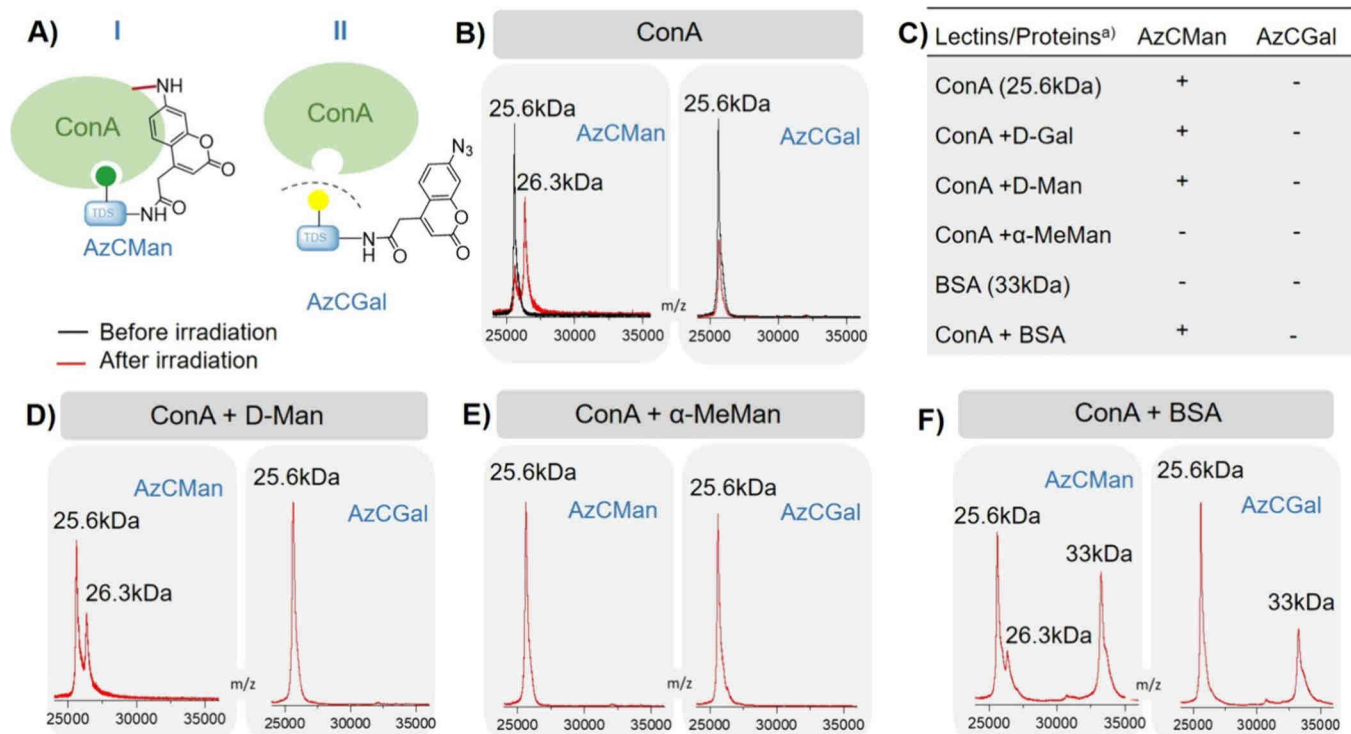 A) I II
ConA
NH
O
O
TDS
NH
O
AzCMan
ConA
N3
TDS
NH
O
O
O
AzCGal
Before irradiation
After irradiation
B) ConA
25.6kDa
AzCMan
26.3kDa
25.6kDa
AzCGal
m/z
25000 30000 35000
25000 30000 35000
C) Lectins/Proteinsa) AzCMan AzCGal
ConA (25.6kDa) + -
ConA +D-Gal + -
ConA +D-Man + -
ConA +α-MeMan - -
BSA (33kDa) - -
ConA + BSA + -
D) ConA + D-Man
AzCMan
25.6kDa
26.3kDa
25.6kDa
AzCGal
m/z
25000 30000 35000
25000 30000 35000
E) ConA + α-MeMan
25.6kDa
AzCMan
25.6kDa
AzCGal
m/z
25000 30000 35000
25000 30000 35000
F) ConA + BSA
AzCMan
25.6kDa
33kDa
26.3kDa
25.6kDa
AzCGal
33kDa
m/z
25000 30000 35000
25000 30000 35000